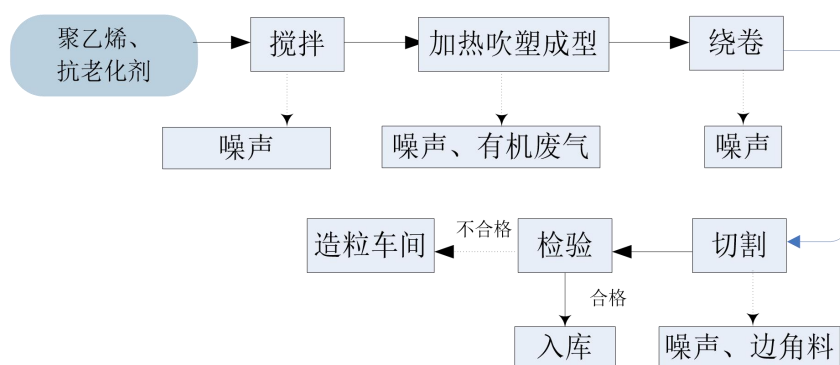 聚乙烯、
抗老化剂
搅拌
加热吹塑成型
绕卷
噪声
噪声、有机废气
噪声
造粒车间
不合格
检验
切割
合格
入库
噪声、边角料